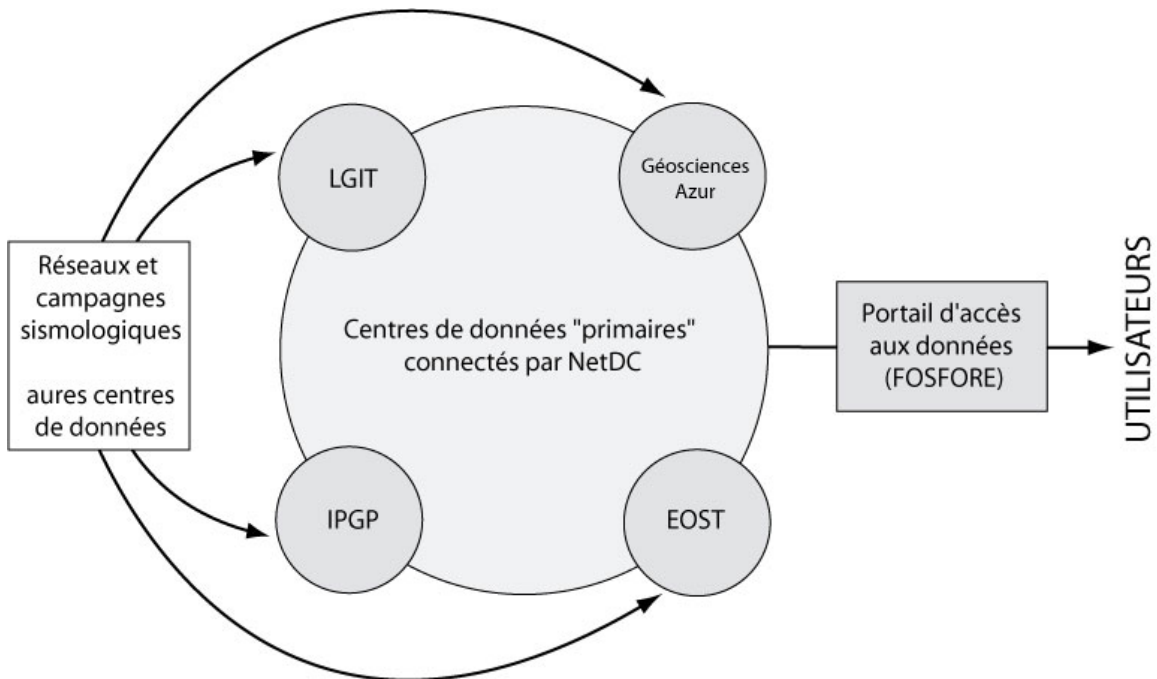 LGIT
Géosciences
Azur
Réseaux et
campagnes
sismologiques
aures centres
de données
Centres de données "primaires"
connectés par NetDC
Portail d'accès
aux données
(FOSFORE)
UTILISATEURS
IPGP
EOST